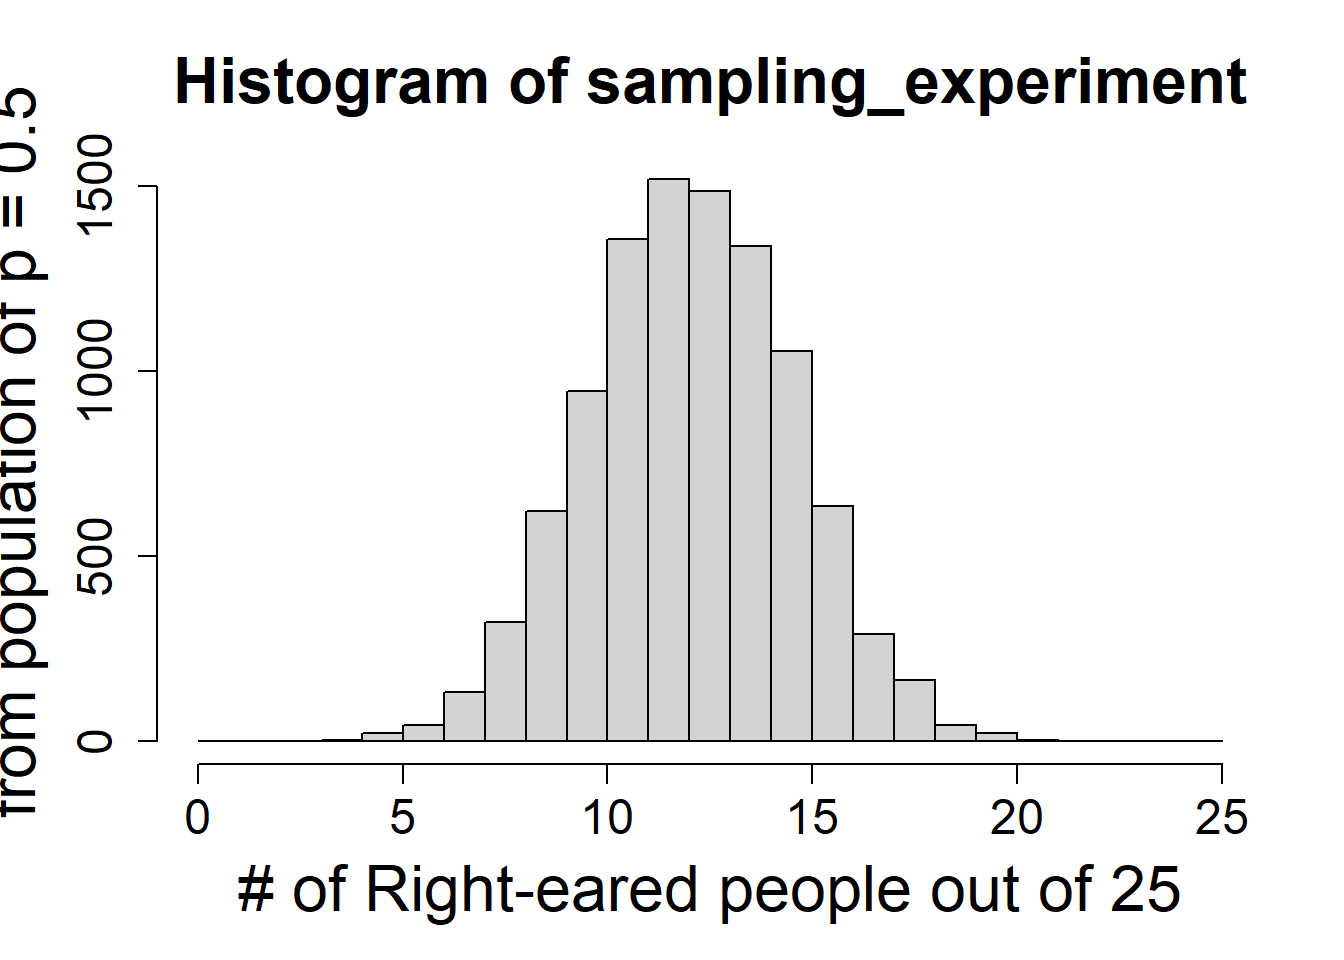 Histogram of sampling_experiment
from population of p = 0.5
1500
1000
500
0
0 5 10 15 20 25
# of Right-eared people out of 25